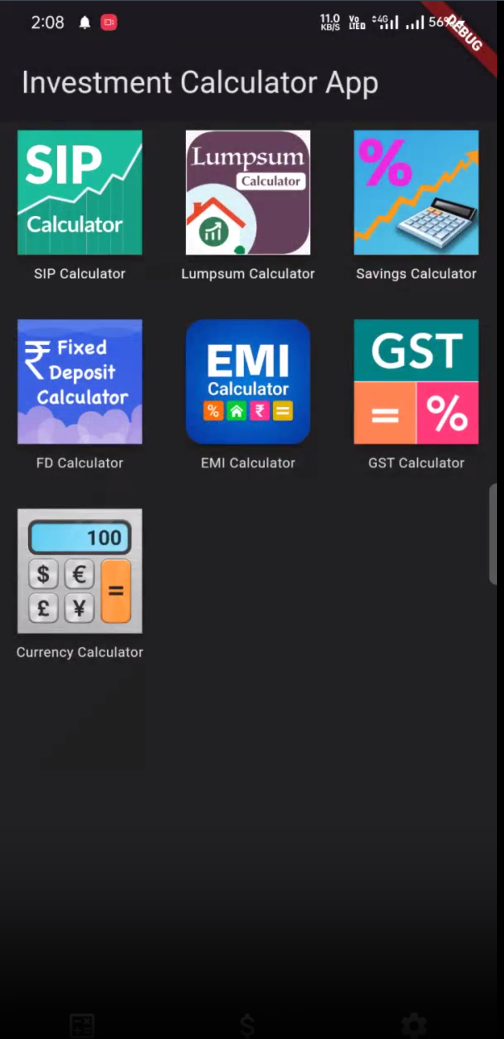 2:08
11.0
KB/S
Vo
LTE
4G
56%
DEBUG
Investment Calculator App
SIP
Calculator
Lumpsum
Calculator
%
SIP Calculator
Lumpsum Calculator
Savings Calculator
₹ Fixed
Deposit
Calculator
EMI
Calculator
% ₹ =
GST
= %
FD Calculator
EMI Calculator
GST Calculator
100
$ € =
£ ¥
Currency Calculator
$